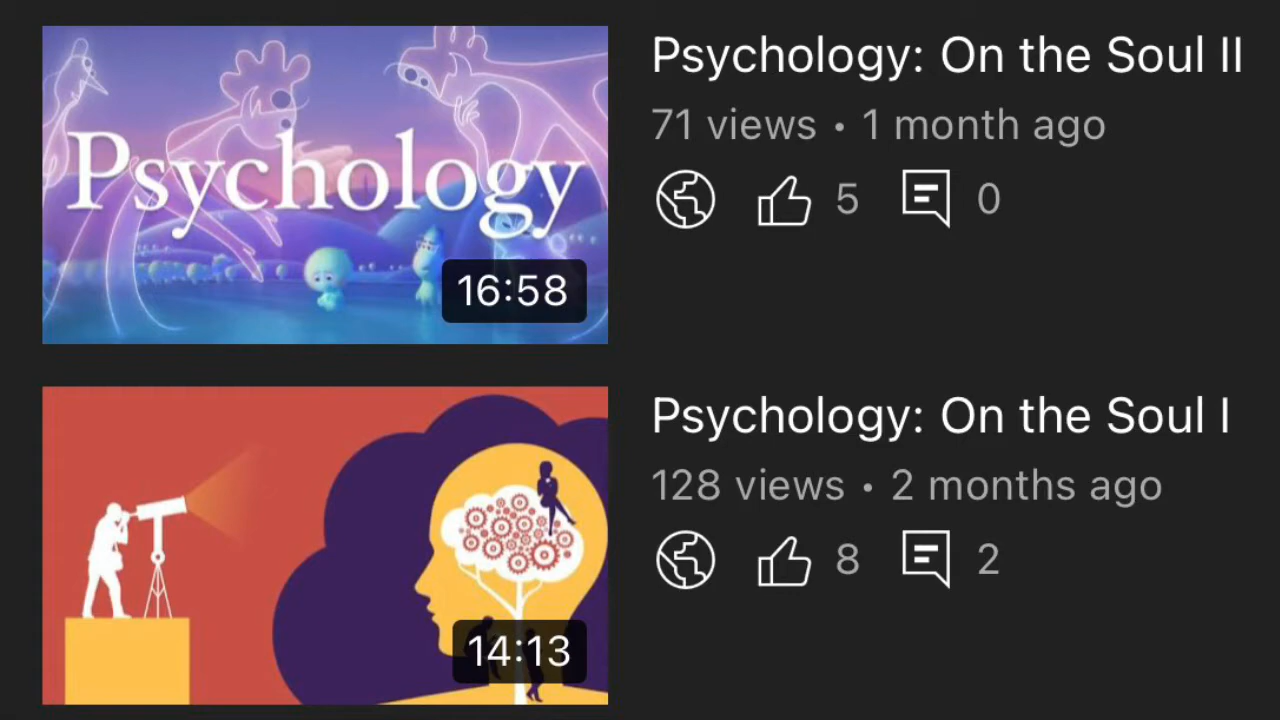 Psychology
16:58
Psychology: On the Soul II
71 views • 1 month ago
5 0
14:13
Psychology: On the Soul I
128 views • 2 months ago
8 2